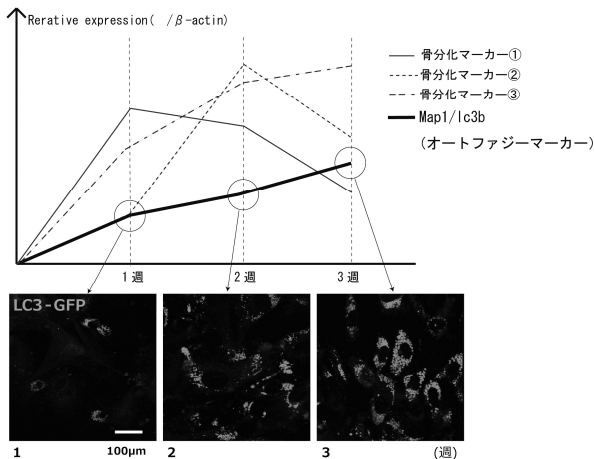 Rerative expression( /β-actin)
骨分化マーカー①
骨分化マーカー②
骨分化マーカー③
Map1/lc3b
(オートファジーマーカー)
1週 2週 3週
LC3-GFP
100μm
1 2 3 (週)